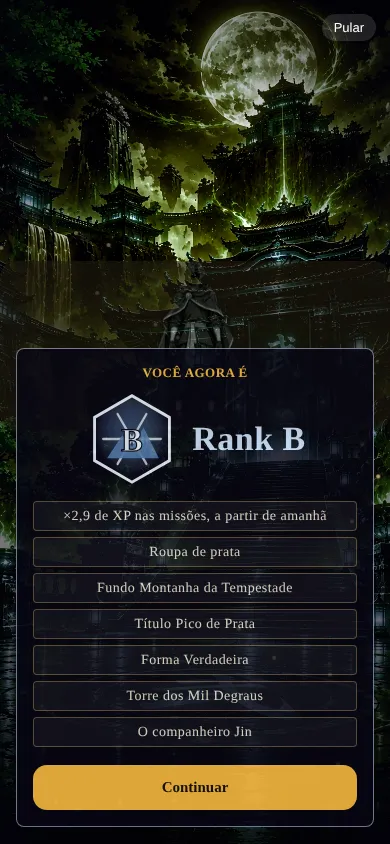 Pular
VOCÊ AGORA É
B
Rank B
×2,9 de XP nas missões, a partir de amanhã
Roupa de prata
Fundo Montanha da Tempestade
Título Pico de Prata
Forma Verdadeira
Torre dos Mil Degraus
O companheiro Jin
Continuar